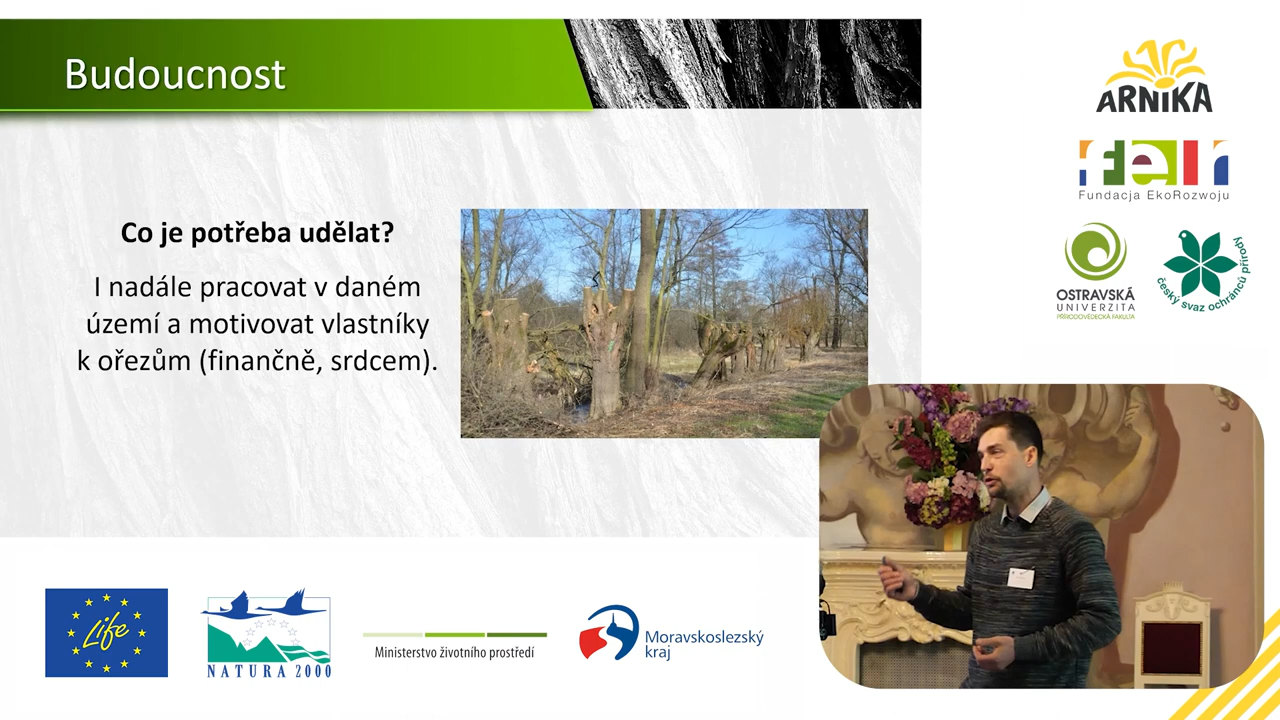 Budoucnost
Co je potřeba udělat?
I nadále pracovat v daném
území a motivovat vlastníky
k ořezům (finančně, srdcem).
ARNIKA
feri
Fundacja EkoRozwoju
OSTRAVSKÁ
UNIVERZITA
PŘÍRODOVĚDECKÁ FAKULTA
český svaz ochránců přírody
Life
NATURA 2000
Ministerstvo životního prostředí
Moravskoslezský
kraj